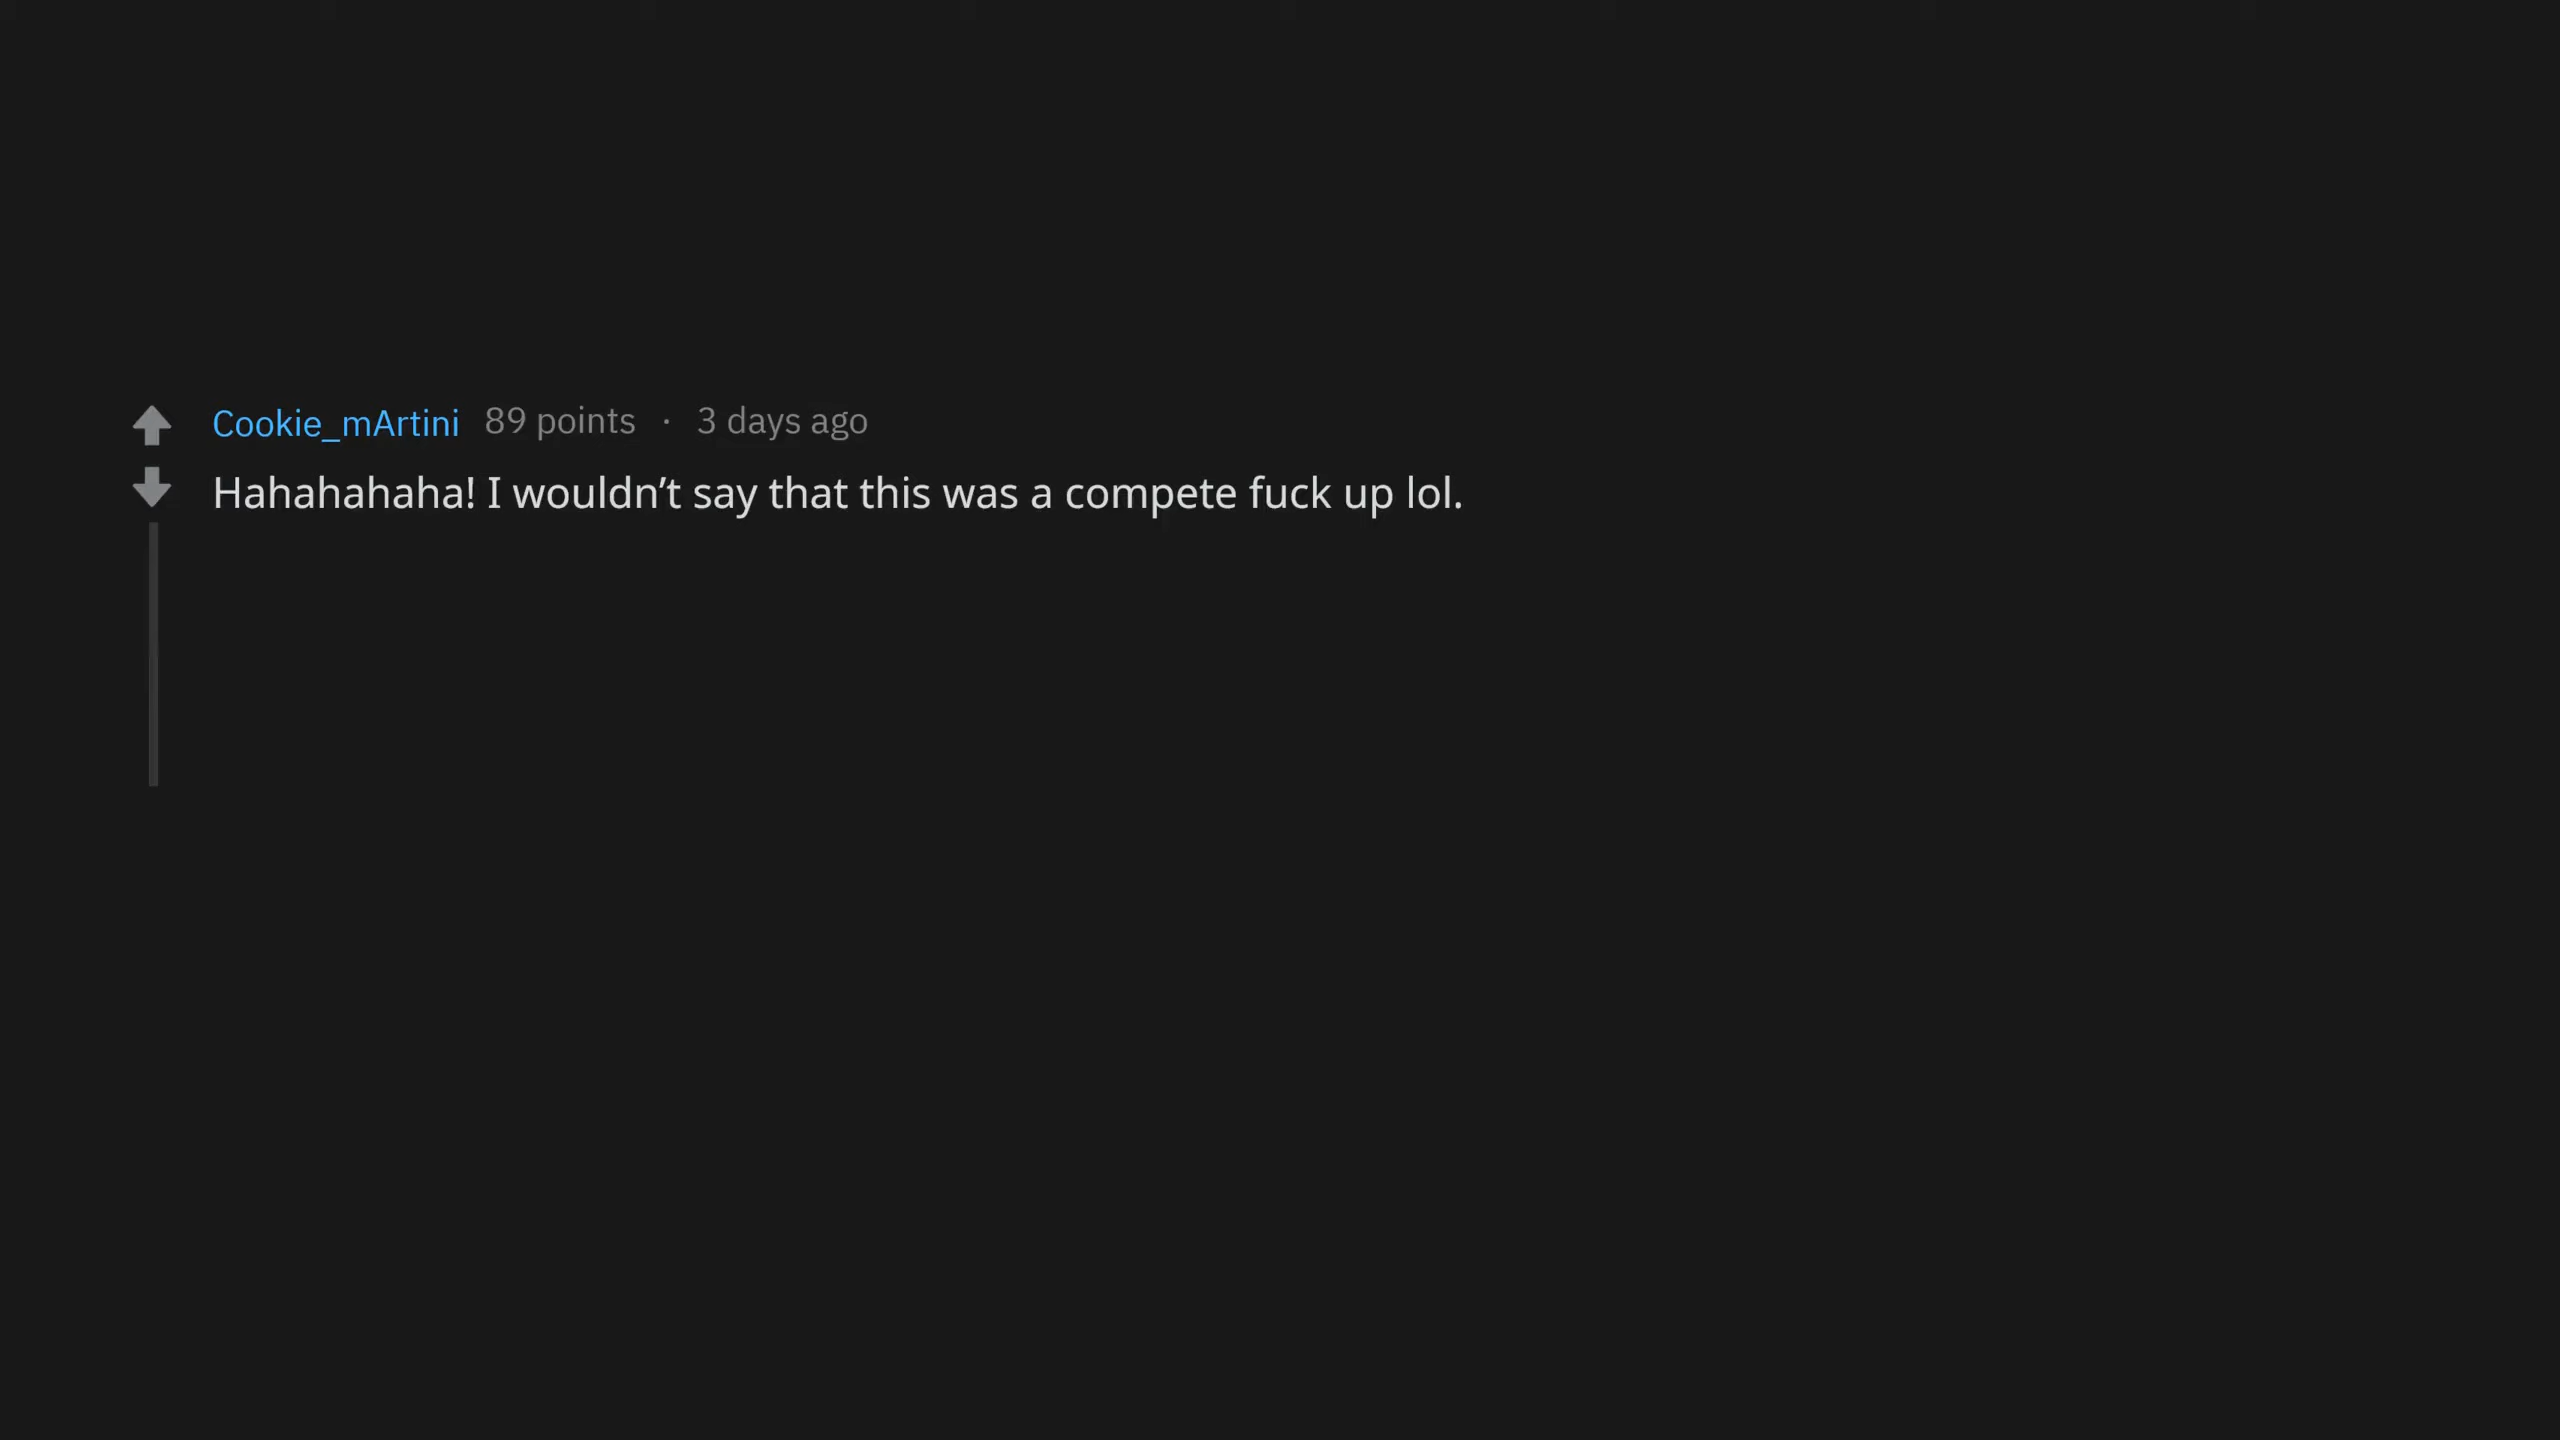 Cookie_mArtini 89 points · 3 days ago
Hahahahaha! I wouldn’t say that this was a compete fuck up lol.